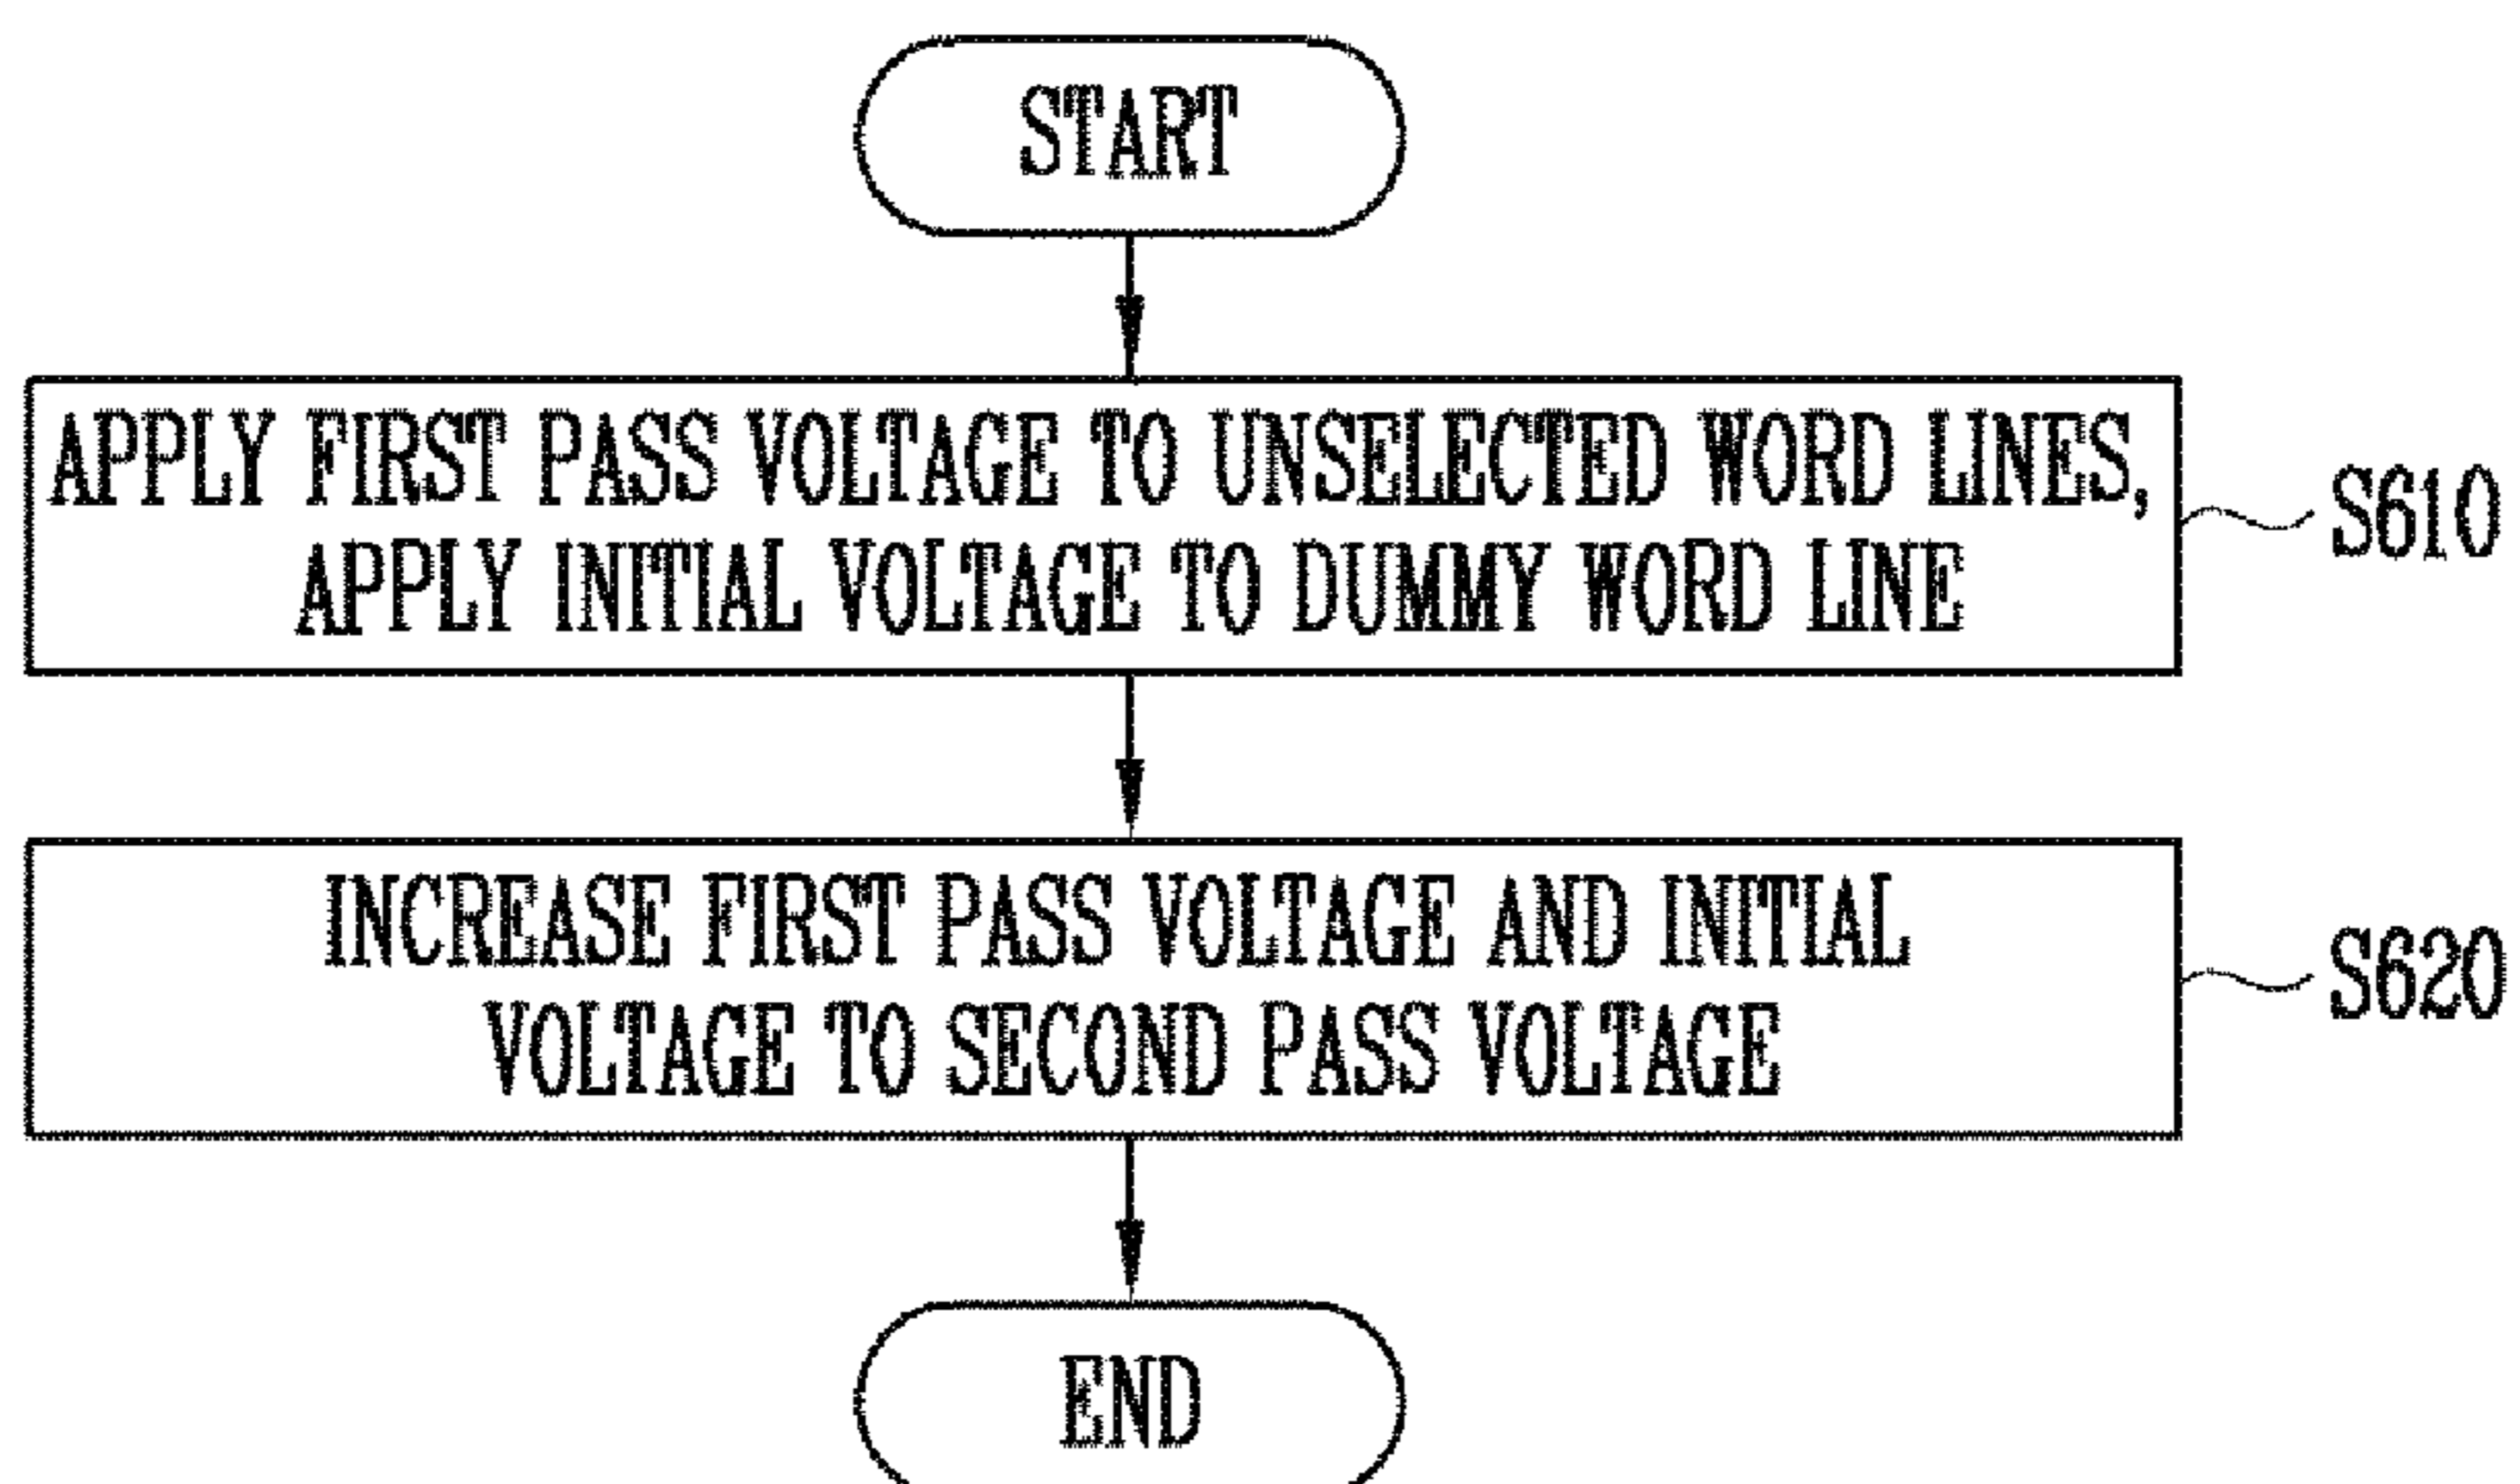 START
APPLY FIRST PASS VOLTAGE TO UNSELECTED WORD LINES,
APPLY INITIAL VOLTAGE TO DUMMY WORD LINE
S610
INCREASE FIRST PASS VOLTAGE AND INITIAL
VOLTAGE TO SECOND PASS VOLTAGE
S620
END